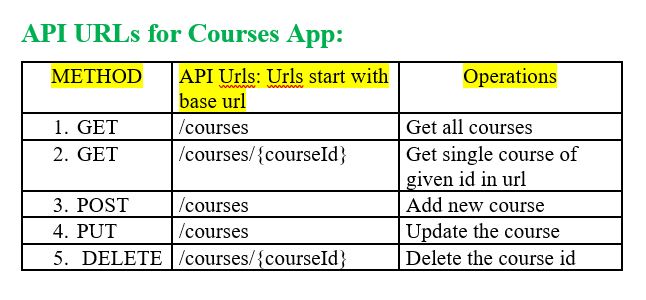 API URLs for Courses App:
METHOD API Urls: Urls start with base url Operations
1. GET /courses Get all courses
2. GET /courses/{courseId} Get single course of given id in url
3. POST /courses Add new course
4. PUT /courses Update the course
5. DELETE /courses/{courseId} Delete the course id